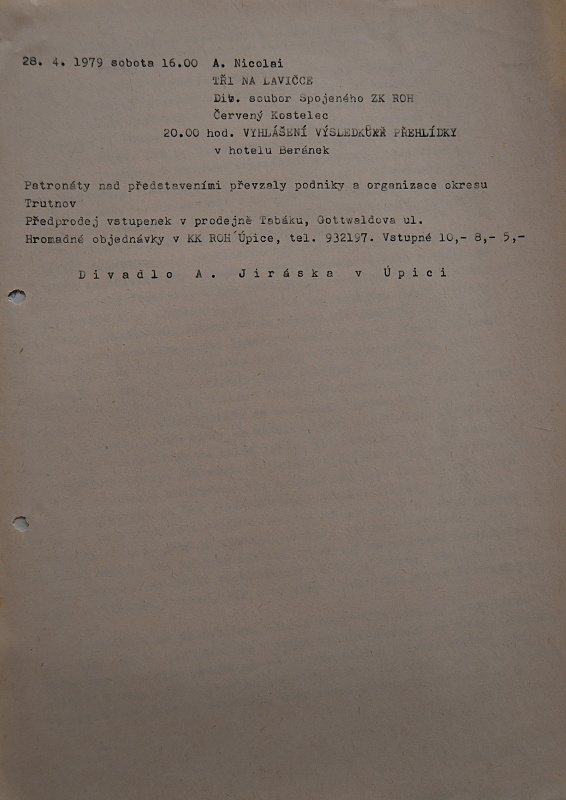 28. 4. 1979 sobota 16.00 A. Nicolai
TŘI NA LAVIČCE
Div. soubor Spojeného ZK ROH
Červený Kostelec
20.00 hod. VYHLÁŠENÍ VÝSLEDKŮ PŘEHLÍDKY
v hotelu Beránek
Patronáty nad představeními převzaly podniky a organizace okresu
Trutnov
Předprodej vstupenek v prodejně Tabáku, Gottwaldova ul.
Hromadné objednávky v KK ROH Úpice, tel. 932197. Vstupné 10,- 8,- 5,-
D i v a d l o   A .   J i r á s k a   v   Ú p i c i